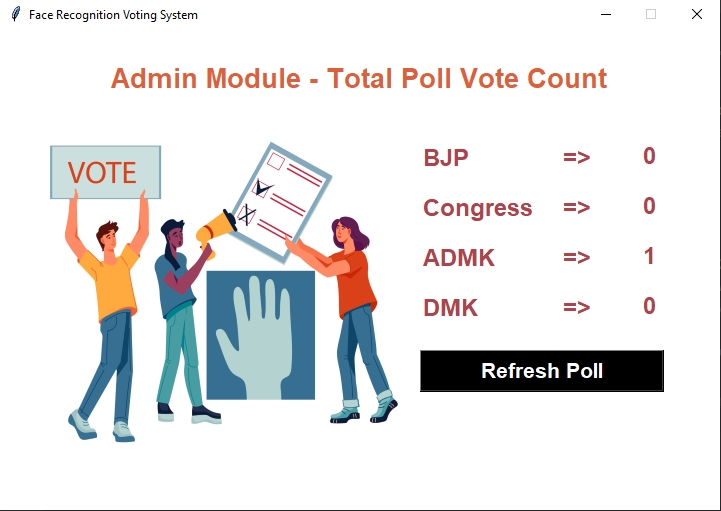 Face Recognition Voting System
Admin Module - Total Poll Vote Count
VOTE
BJP => 0
Congress => 0
ADMK => 1
DMK => 0
Refresh Poll